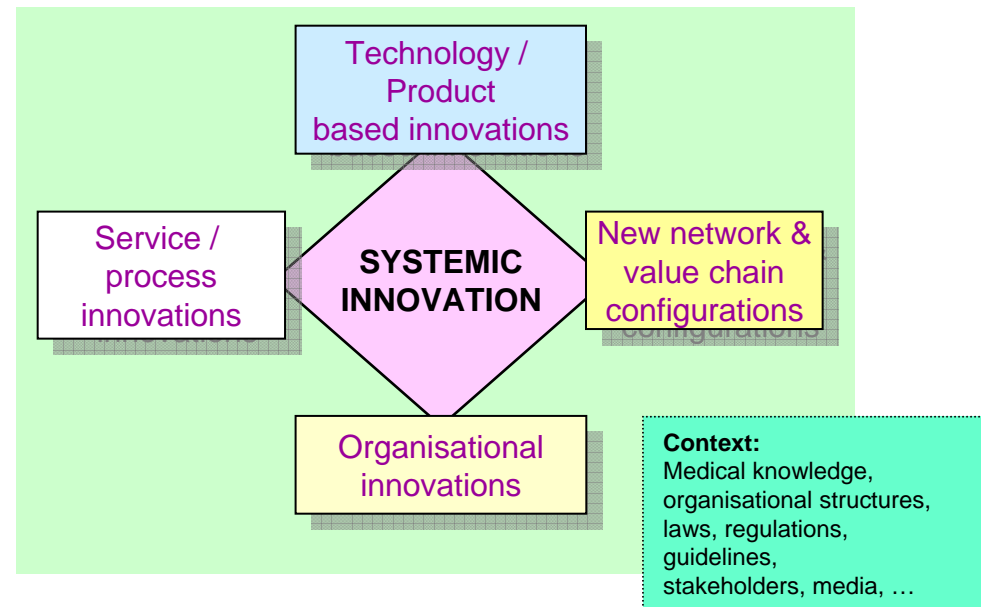 Technology /
Product
based innovations
Service /
process
innovations
SYSTEMIC
INNOVATION
New network &
value chain
configurations
Organisational
innovations
Context:
Medical knowledge,
organisational structures,
laws, regulations,
guidelines,
stakeholders, media, …